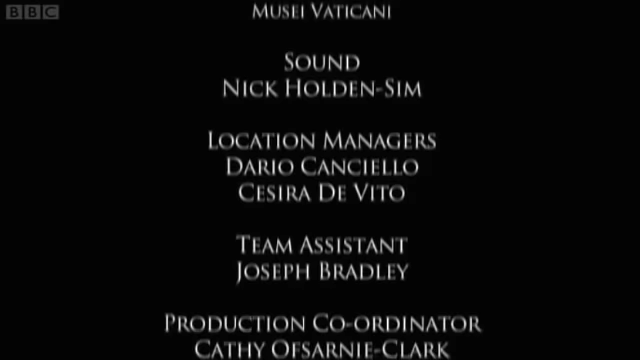 BBC
MUSEI VATICANI
SOUND
NICK HOLDEN-SIM
LOCATION MANAGERS
DARIO CANCIELLO
CESIRA DE VITO
TEAM ASSISTANT
JOSEPH BRADLEY
PRODUCTION CO-ORDINATOR
CATHY OFSARNIE-CLARK